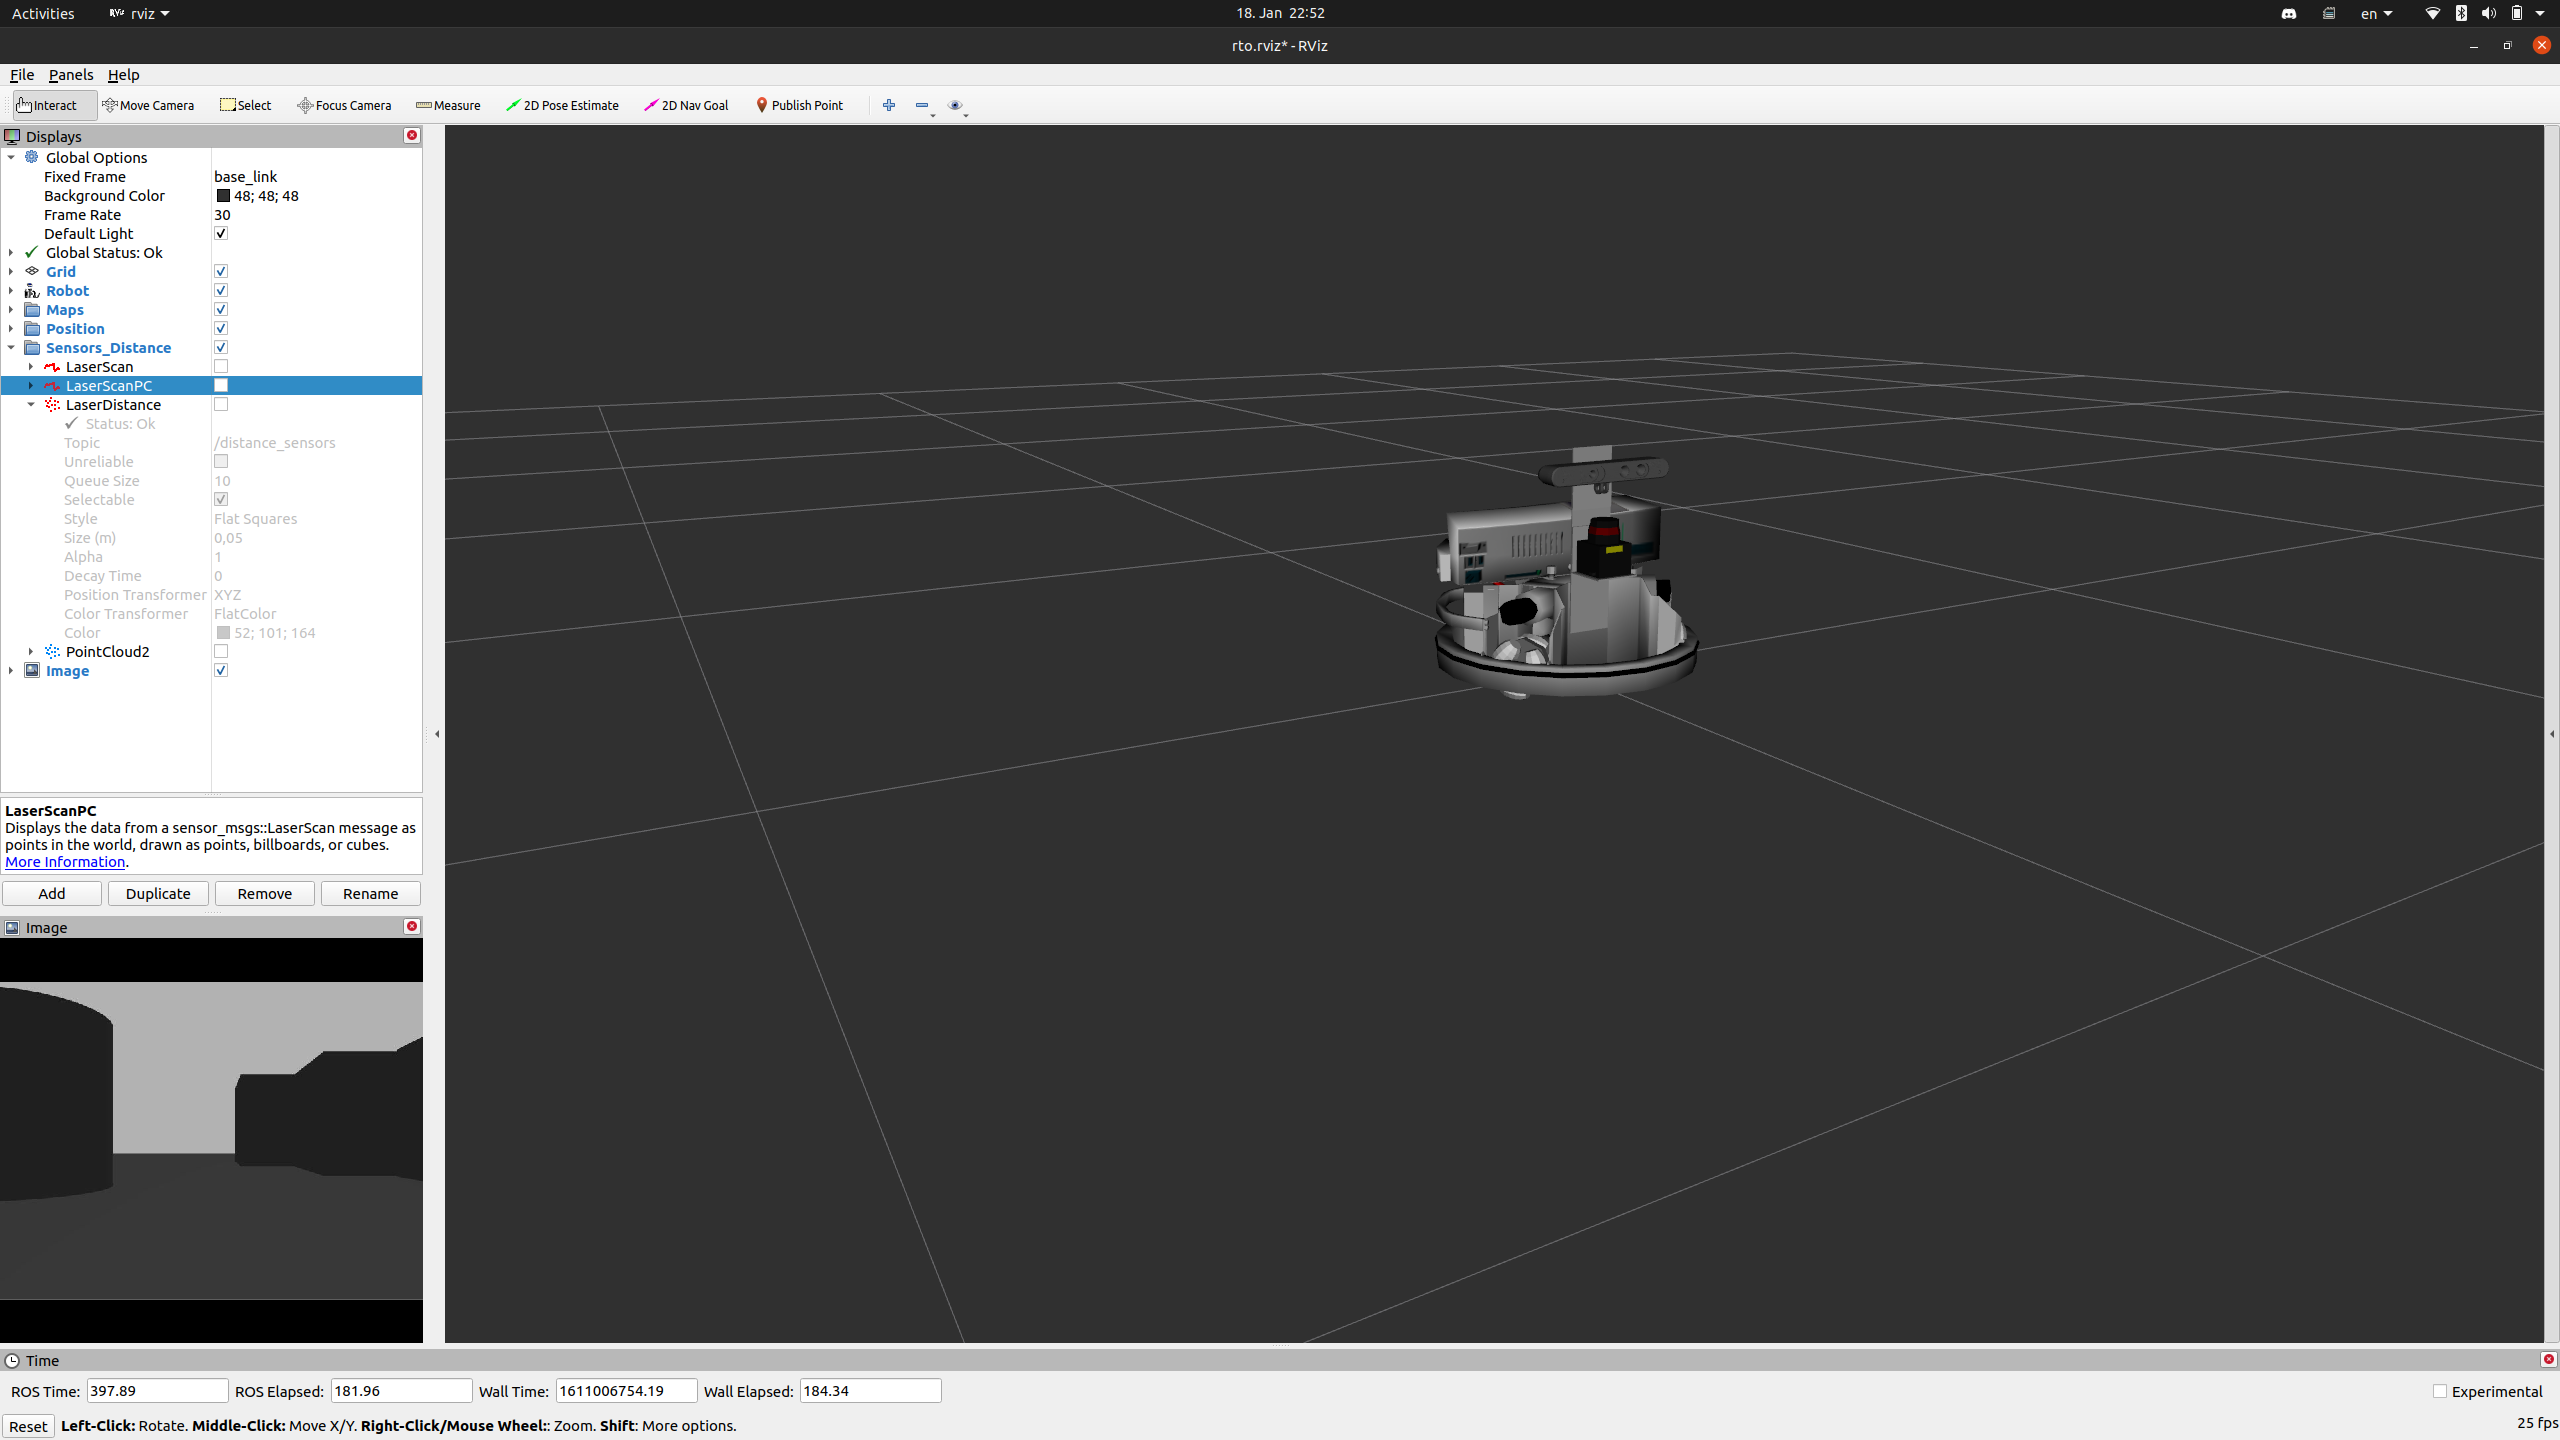 Activities rviz 18. Jan 22:52 en
rto.rviz* - RViz
File Panels Help
Interact Move Camera Select Focus Camera Measure 2D Pose Estimate 2D Nav Goal Publish Point
Displays
Global Options
Fixed Frame base_link
Background Color 48; 48; 48
Frame Rate 30
Default Light
Global Status: Ok
Grid
Robot
Maps
Position
Sensors_Distance
LaserScan
LaserScanPC
LaserDistance
Status: Ok
Topic /distance_sensors
Unreliable
Queue Size 10
Selectable
Style Flat Squares
Size (m) 0,05
Alpha 1
Decay Time 0
Position Transformer XYZ
Color Transformer FlatColor
Color 52; 101; 164
PointCloud2
Image
LaserScanPC
Displays the data from a sensor_msgs::LaserScan message as
points in the world, drawn as points, billboards, or cubes.
More Information.
Add Duplicate Remove Rename
Image
Time
ROS Time: 397.89 ROS Elapsed: 181.96 Wall Time: 1611006754.19 Wall Elapsed: 184.34 Experimental
Reset Left-Click: Rotate. Middle-Click: Move X/Y. Right-Click/Mouse Wheel:: Zoom. Shift: More options. 25 fps